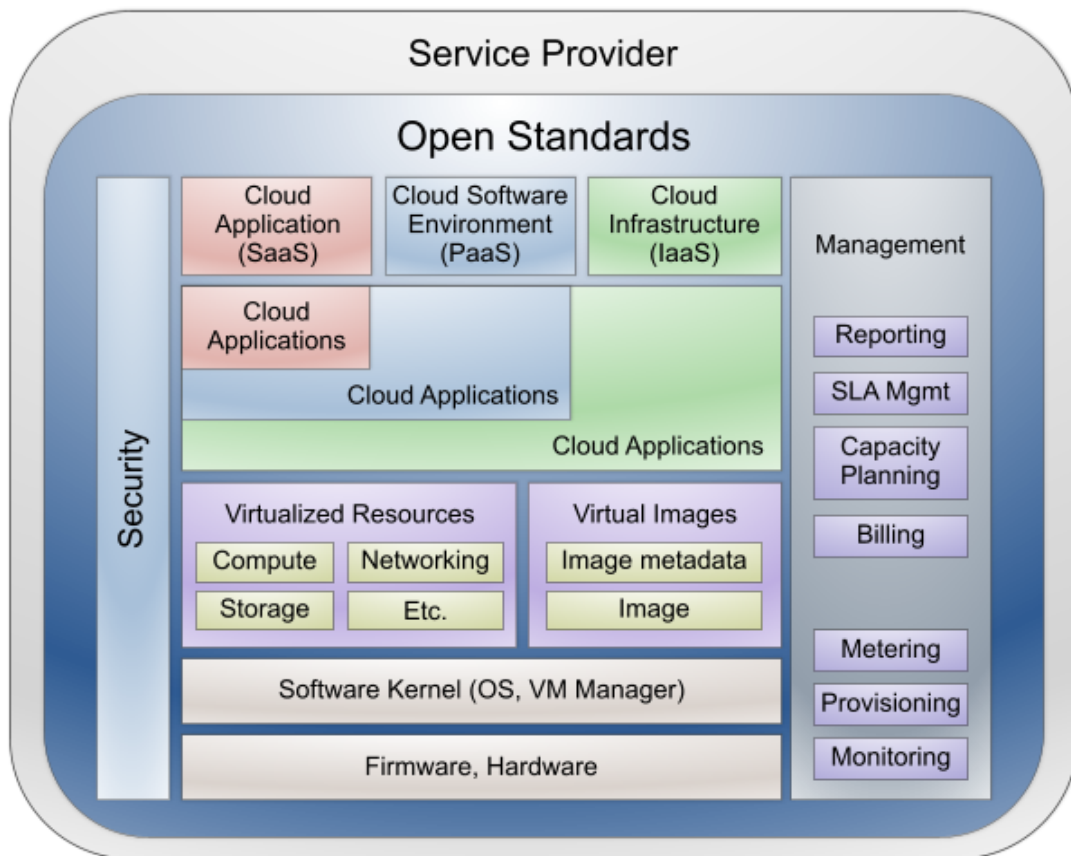 Service Provider
Open Standards
Security
Cloud
Application
(SaaS)
Cloud Software
Environment
(PaaS)
Cloud
Infrastructure
(IaaS)
Cloud
Applications
Cloud Applications
Cloud Applications
Virtualized Resources
Compute
Networking
Storage
Etc.
Virtual Images
Image metadata
Image
Software Kernel (OS, VM Manager)
Firmware, Hardware
Management
Reporting
SLA Mgmt
Capacity
Planning
Billing
Metering
Provisioning
Monitoring